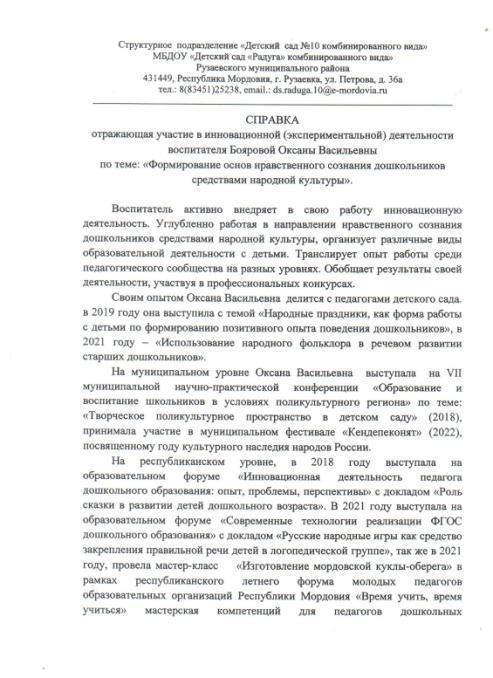 Структурное подразделение «Детский сад №10 комбинированного вида»
МБДОУ «Детский сад «Радуга» комбинированного вида»
Рузаевского муниципального района
431449, Республика Мордовия, г. Рузаевка, ул. Петрова, д. 36а
тел.: 8(83451)25238, email.: ds.raduga.10@e-mordovia.ru
СПРАВКА
отражающая участие в инновационной (экспериментальной) деятельности
воспитателя Бояровой Оксаны Васильевны
по теме: «Формирование основ нравственного сознания дошкольников
средствами народной культуры».
Воспитатель активно внедряет в свою работу инновационную
деятельность. Углубленно работая в направлении нравственного сознания
дошкольников средствами народной культуры, организует различные виды
образовательной деятельности с детьми. Транслирует опыт работы среди
педагогического сообщества на разных уровнях. Обобщает результаты своей
деятельности, участвуя в профессиональных конкурсах.
Своим опытом Оксана Васильевна делится с педагогами детского сада.
в 2019 году она выступила с темой «Народные праздники, как форма работы
с детьми по формированию позитивного опыта поведения дошкольников», в
2021 году – «Использование народного фольклора в речевом развитии
старших дошкольников».
На муниципальном уровне Оксана Васильевна выступала на VII
муниципальной научно-практической конференции «Образование и
воспитание школьников в условиях поликультурного региона» по теме:
«Творческое поликультурное пространство в детском саду» (2018),
принимала участие в муниципальном фестивале «Кендепеконят» (2022),
посвященному году культурного наследия народов России.
На республиканском уровне, в 2018 году выступала на
образовательном форуме «Инновационная деятельность педагога
дошкольного образования: опыт, проблемы, перспективы» с докладом «Роль
сказки в развитии детей дошкольного возраста». В 2021 году выступала на
образовательном форуме «Современные технологии реализации ФГОС
дошкольного образования» с докладом «Русские народные игры как средство
закрепления правильной речи детей в логопедической группе», так же в 2021
году, провела мастер-класс «Изготовление мордовской куклы-оберега» в
рамках республиканского летнего форума молодых педагогов
образовательных организаций Республики Мордовия «Время учить, время
учиться» мастерская компетенций для педагогов дошкольных